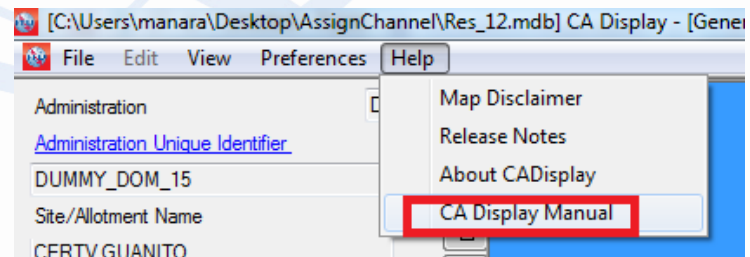 [C:\Users\manara\Desktop\AssignChannel\Res_12.mdb] CA Display - [Gener
File Edit View Preferences Help
Administration
Map Disclaimer
Administration Unique Identifier
Release Notes
DUMMY_DOM_15
About CADisplay
Site/Allotment Name
CA Display Manual
CERTV GUANITO